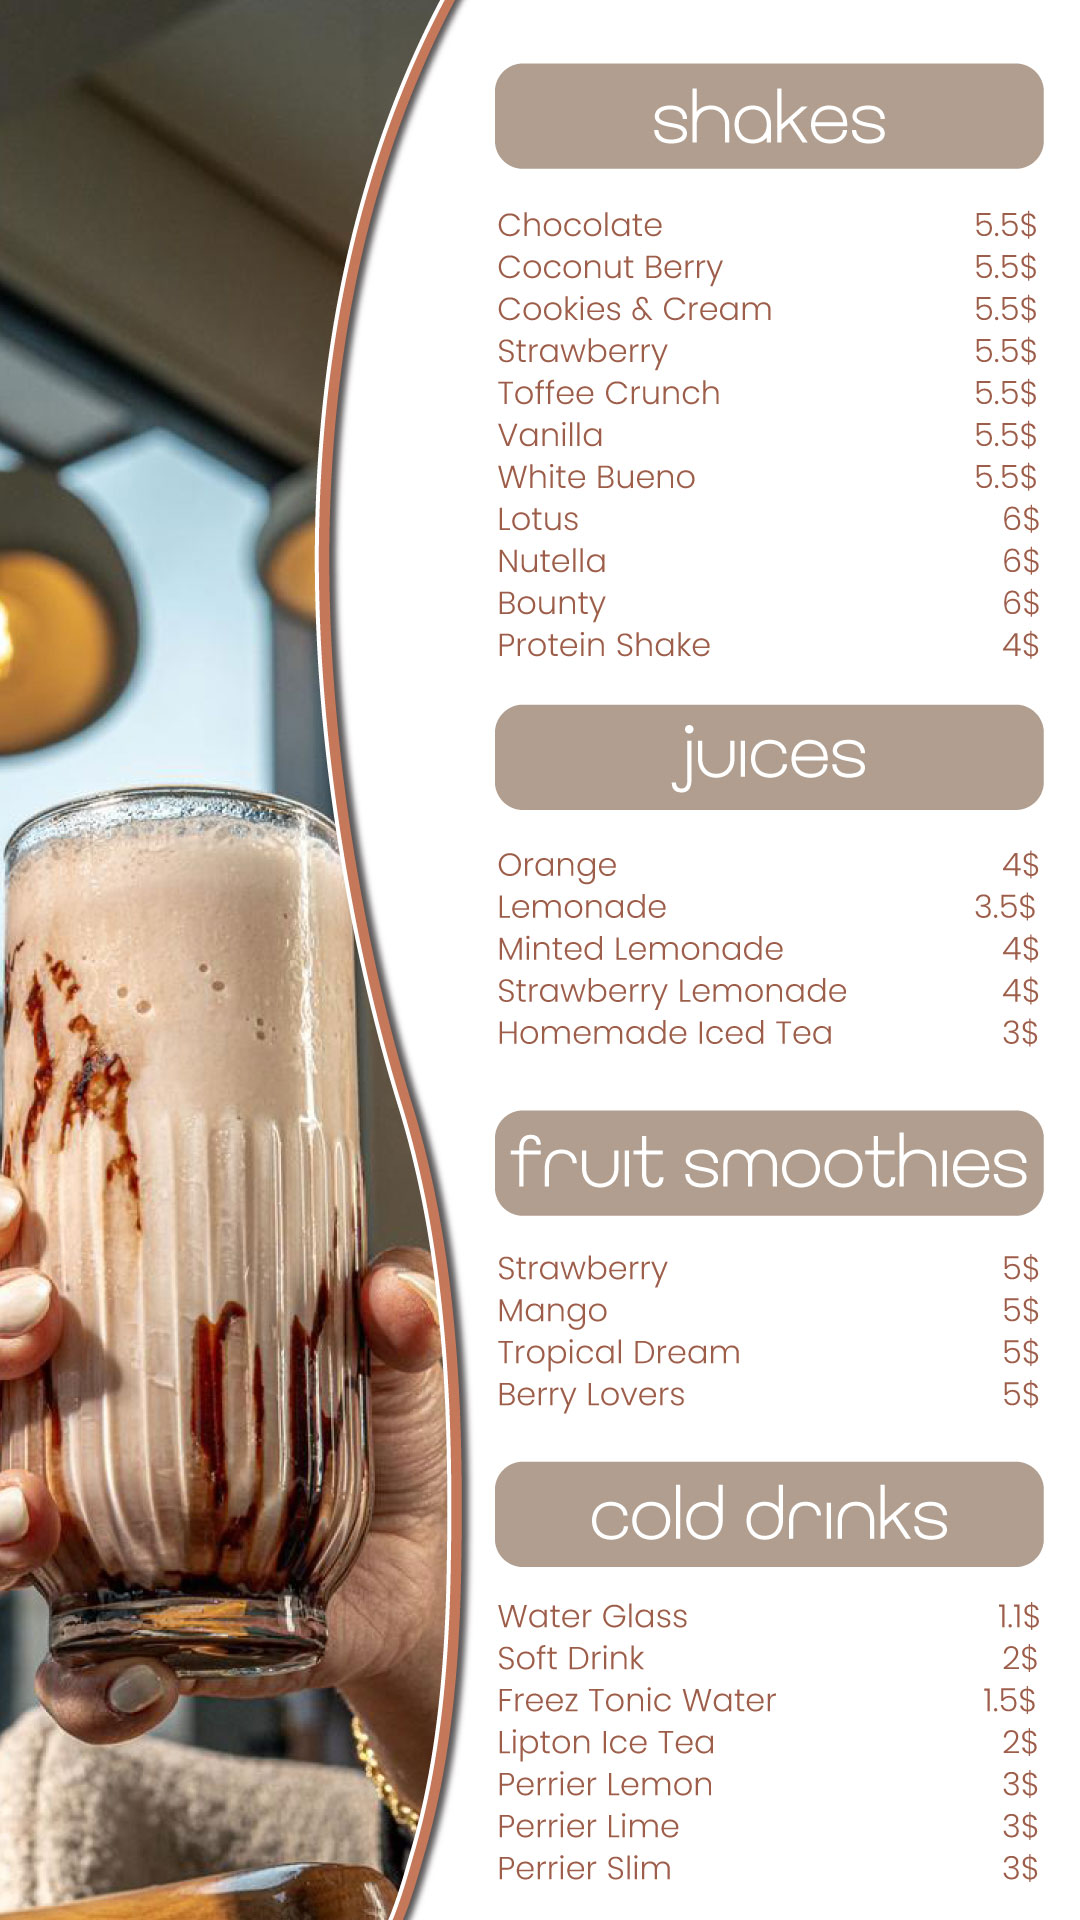 shakes
Chocolate 5.5$
Coconut Berry 5.5$
Cookies & Cream 5.5$
Strawberry 5.5$
Toffee Crunch 5.5$
Vanilla 5.5$
White Bueno 5.5$
Lotus 6$
Nutella 6$
Bounty 6$
Protein Shake 4$
juices
Orange 4$
Lemonade 3.5$
Minted Lemonade 4$
Strawberry Lemonade 4$
Homemade Iced Tea 3$
fruit smoothies
Strawberry 5$
Mango 5$
Tropical Dream 5$
Berry Lovers 5$
cold drinks
Water Glass 1.1$
Soft Drink 2$
Freez Tonic Water 1.5$
Lipton Ice Tea 2$
Perrier Lemon 3$
Perrier Lime 3$
Perrier Slim 3$